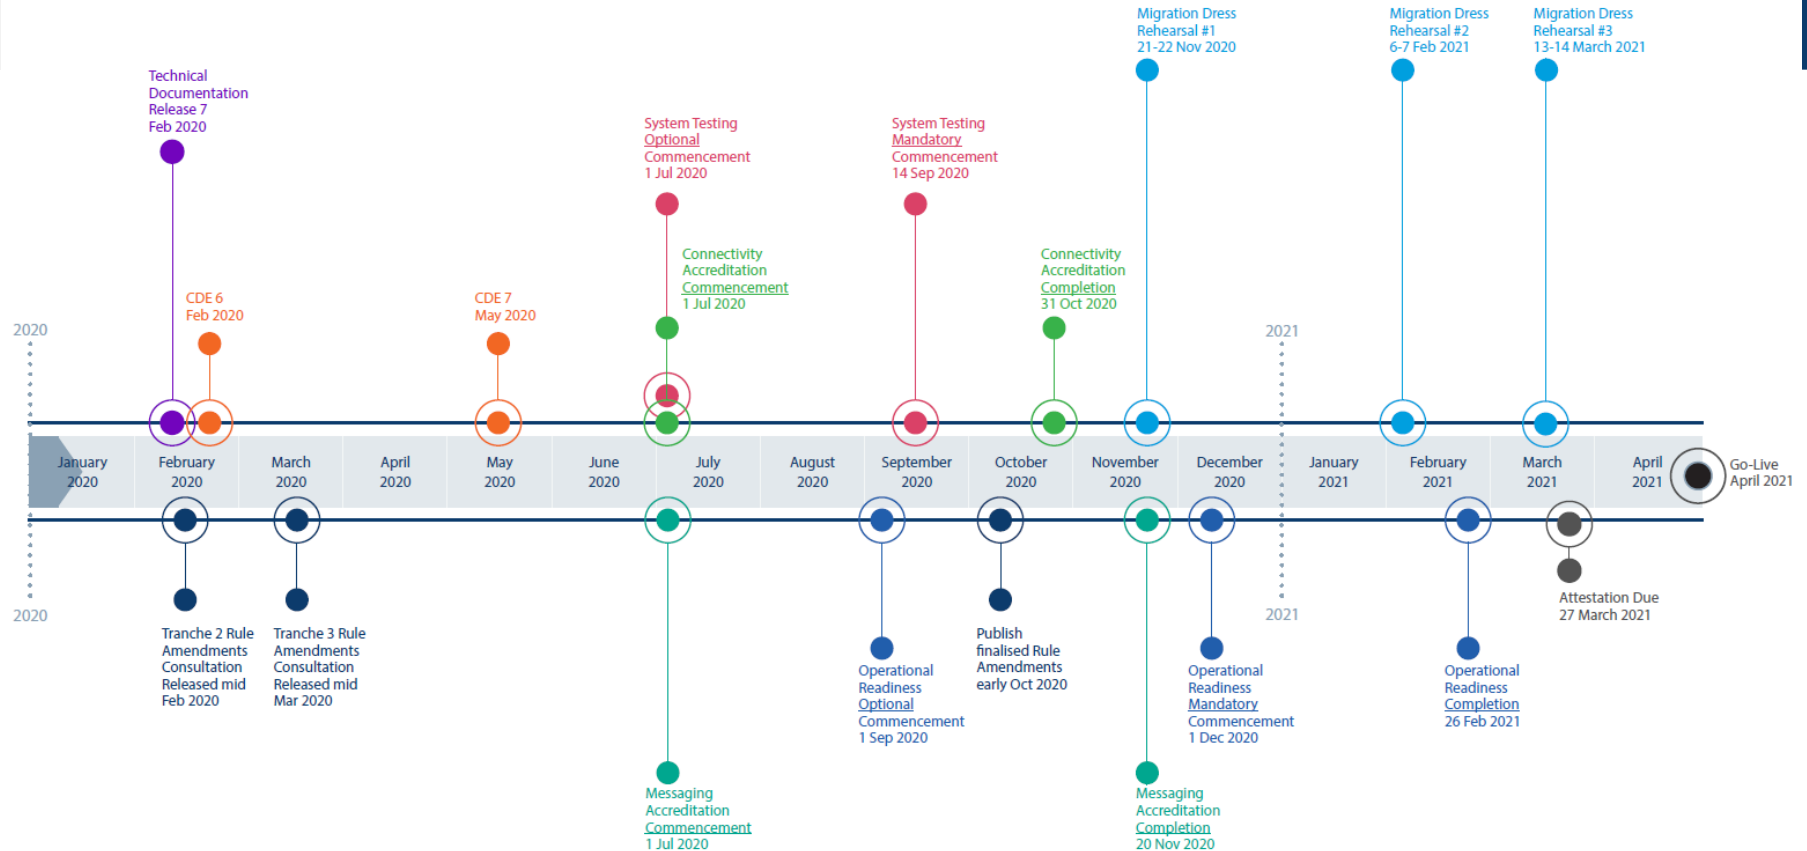 Migration Dress
Rehearsal #1
21-22 Nov 2020
Migration Dress
Rehearsal #2
6-7 Feb 2021
Migration Dress
Rehearsal #3
13-14 March 2021
Technical
Documentation
Release 7
Feb 2020
System Testing
Optional
Commencement
1 Jul 2020
System Testing
Mandatory
Commencement
14 Sep 2020
Connectivity
Accreditation
Commencement
1 Jul 2020
Connectivity
Accreditation
Completion
31 Oct 2020
CDE 6
Feb 2020
CDE 7
May 2020
2020
2021
January
2020
February
2020
March
2020
April
2020
May
2020
June
2020
July
2020
August
2020
September
2020
October
2020
November
2020
December
2020
January
2021
February
2021
March
2021
April
2021
Go-Live
April 2021
2020
2021
Attestation Due
27 March 2021
Tranche 2 Rule
Amendments
Consultation
Released mid
Feb 2020
Tranche 3 Rule
Amendments
Consultation
Released mid
Mar 2020
Publish
finalised Rule
Amendments
early Oct 2020
Operational
Readiness
Optional
Commencement
1 Sep 2020
Operational
Readiness
Mandatory
Commencement
1 Dec 2020
Operational
Readiness
Completion
26 Feb 2021
Messaging
Accreditation
Commencement
1 Jul 2020
Messaging
Accreditation
Completion
20 Nov 2020